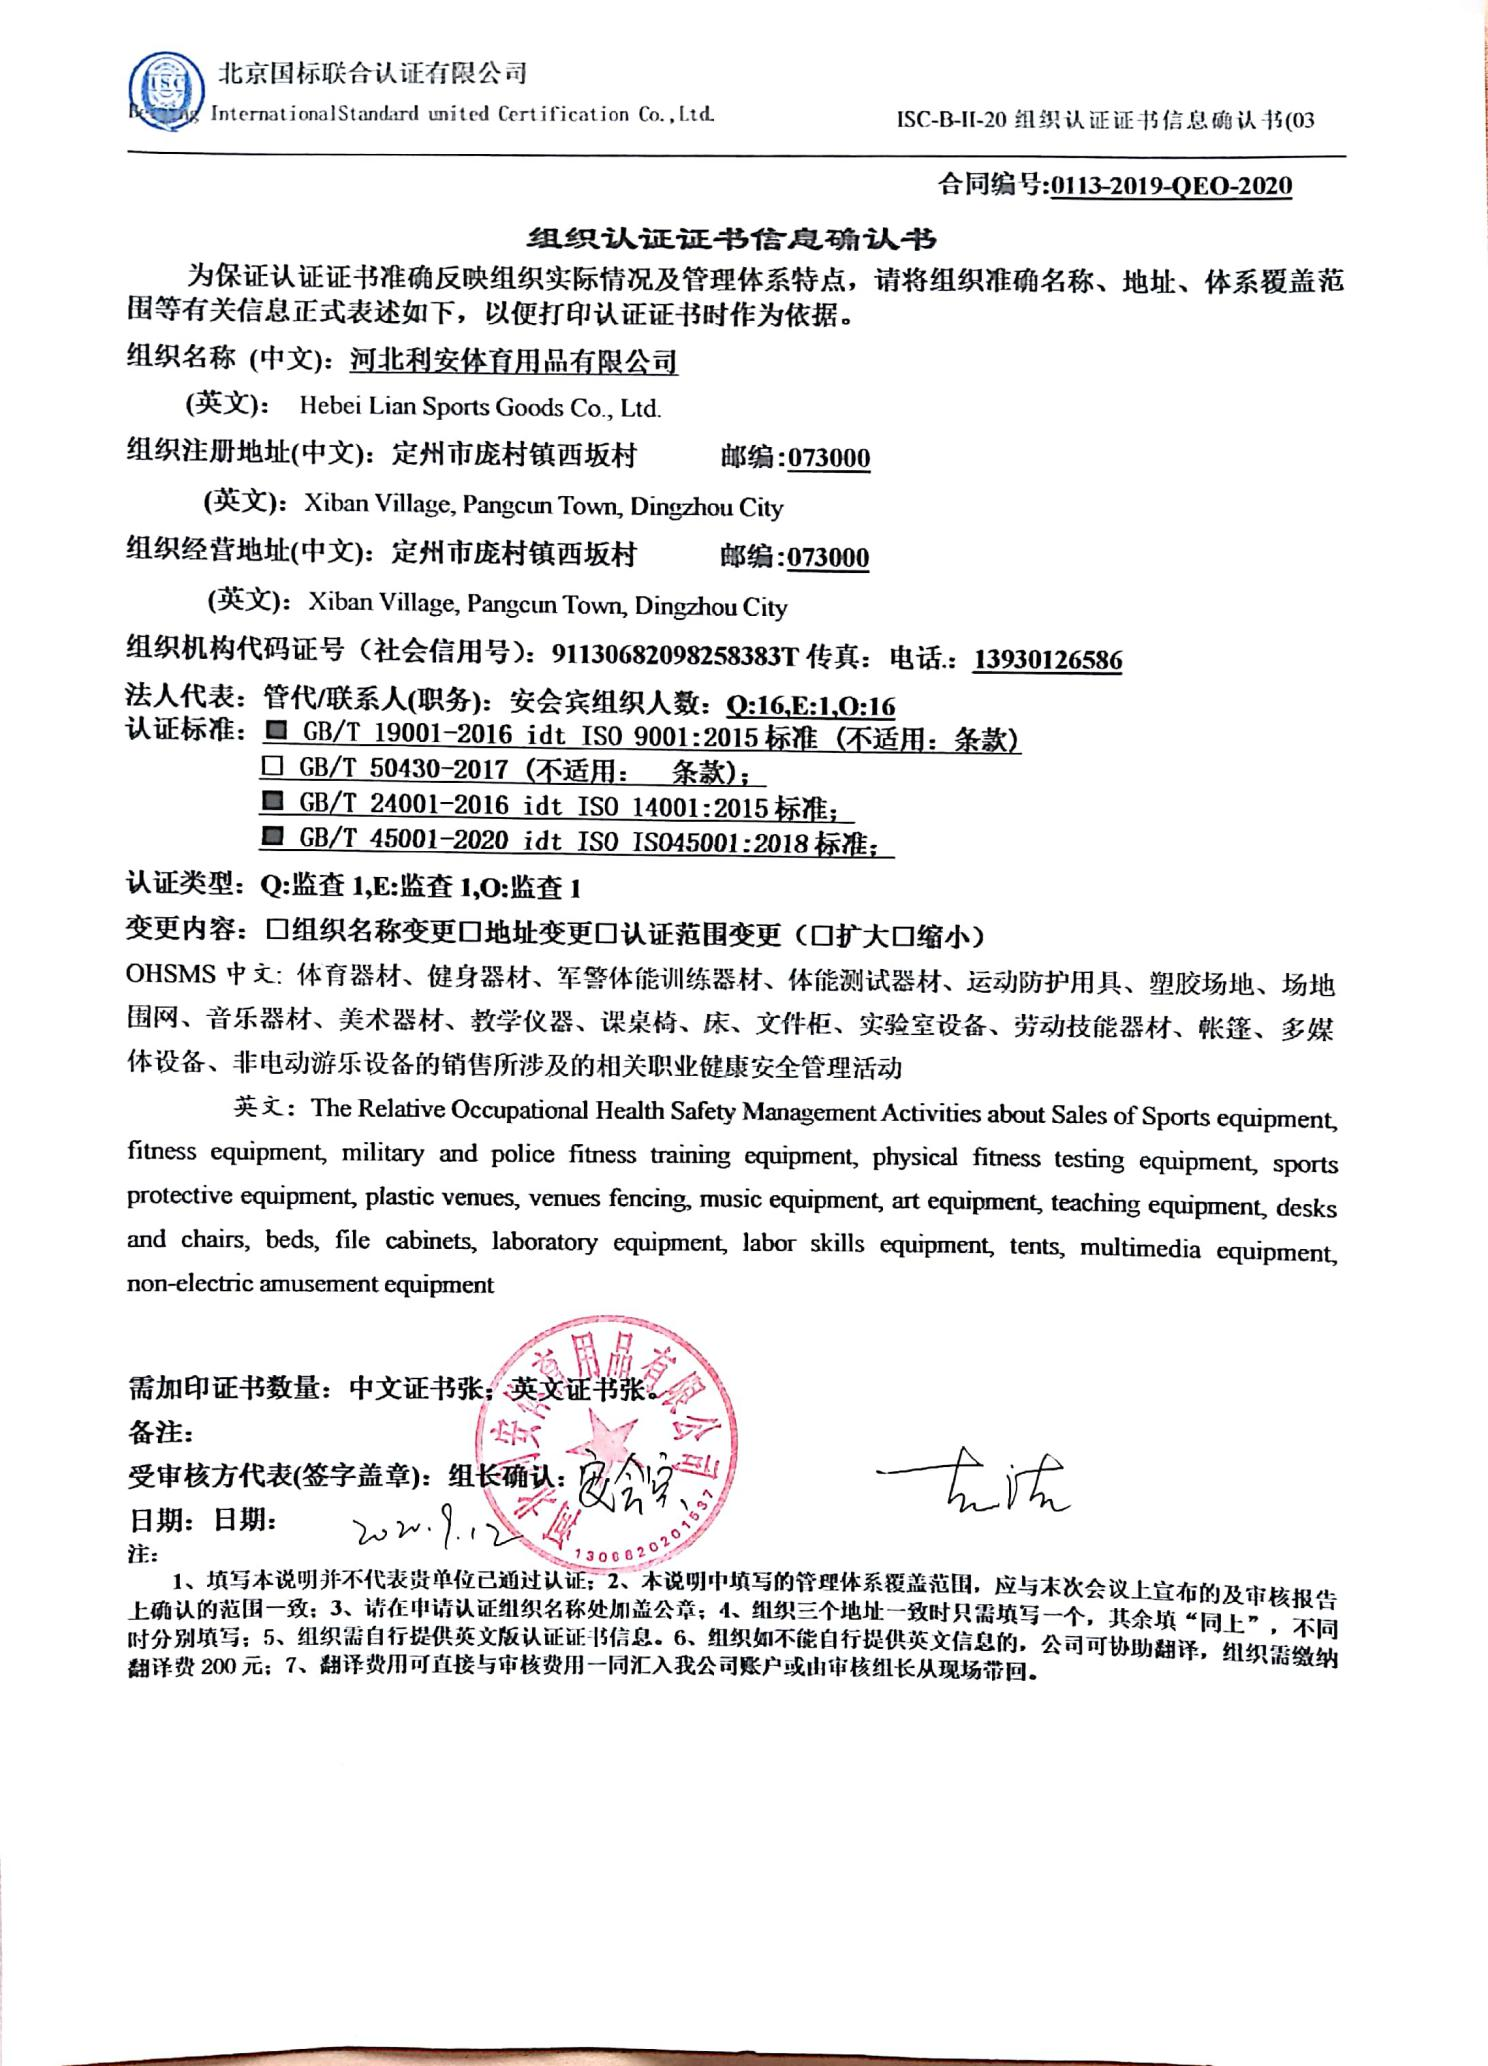 北京国标联合认证有限公司
Beijing InternationalStandard united Certification Co.,Ltd.
ISC-B-II-20 组织认证证书信息确认书(03
合同编号:0113-2019-QEO-2020
组织认证证书信息确认书
为保证认证证书准确反映组织实际情况及管理体系特点，请将组织准确名称、地址、体系覆盖范
围等有关信息正式表述如下，以便打印认证证书时作为依据。
组织名称（中文）：河北利安体育用品有限公司
(英文)： Hebei Lian Sports Goods Co., Ltd.
组织注册地址(中文)：定州市庞村镇西坂村 邮编:073000
(英文)：Xiban Village, Pangcun Town, Dingzhou City
组织经营地址(中文)：定州市庞村镇西坂村 邮编:073000
(英文)：Xiban Village, Pangcun Town, Dingzhou City
组织机构代码证号（社会信用号）：91130682098258383T 传真：电话.：13930126586
法人代表：管代/联系人(职务)：安会宾组织人数：Q:16,E:1,O:16
认证标准：■ GB/T 19001-2016 idt ISO 9001:2015标准（不适用：条款）
□ GB/T 50430-2017（不适用： 条款）；
■ GB/T 24001-2016 idt ISO 14001:2015标准；
■ GB/T 45001-2020 idt ISO ISO45001:2018标准；
认证类型：Q:监查 1,E:监查 1,O:监查 1
变更内容：□组织名称变更□地址变更□认证范围变更（□扩大□缩小）
OHSMS 中文: 体育器材、健身器材、军警体能训练器材、体能测试器材、运动防护用具、塑胶场地、场地
围网、音乐器材、美术器材、教学仪器、课桌椅、床、文件柜、实验室设备、劳动技能器材、帐篷、多媒
体设备、非电动游乐设备的销售所涉及的相关职业健康安全管理活动
英文：The Relative Occupational Health Safety Management Activities about Sales of Sports equipment,
fitness equipment, military and police fitness training equipment, physical fitness testing equipment, sports
protective equipment, plastic venues, venues fencing, music equipment, art equipment, teaching equipment, desks
and chairs, beds, file cabinets, laboratory equipment, labor skills equipment, tents, multimedia equipment,
non-electric amusement equipment
需加印证书数量：中文证书张；英文证书张。
备注：
受审核方代表(签字盖章)：组长确认：安会宾
日期：日期： 2020.9.12
河北利安体育用品有限公司
1306820201537
注：
1、填写本说明并不代表贵单位已通过认证；2、本说明中填写的管理体系覆盖范围，应与末次会议上宣布的及审核报告
上确认的范围一致；3、请在申请认证组织名称处加盖公章；4、组织三个地址一致时只需填写一个，其余填“同上”，不同
时分别填写；5、组织需自行提供英文版认证证书信息。6、组织如不能自行提供英文信息的，公司可协助翻译，组织需缴纳
翻译费 200 元；7、翻译费用可直接与审核费用一同汇入我公司账户或由审核组长从现场带回。